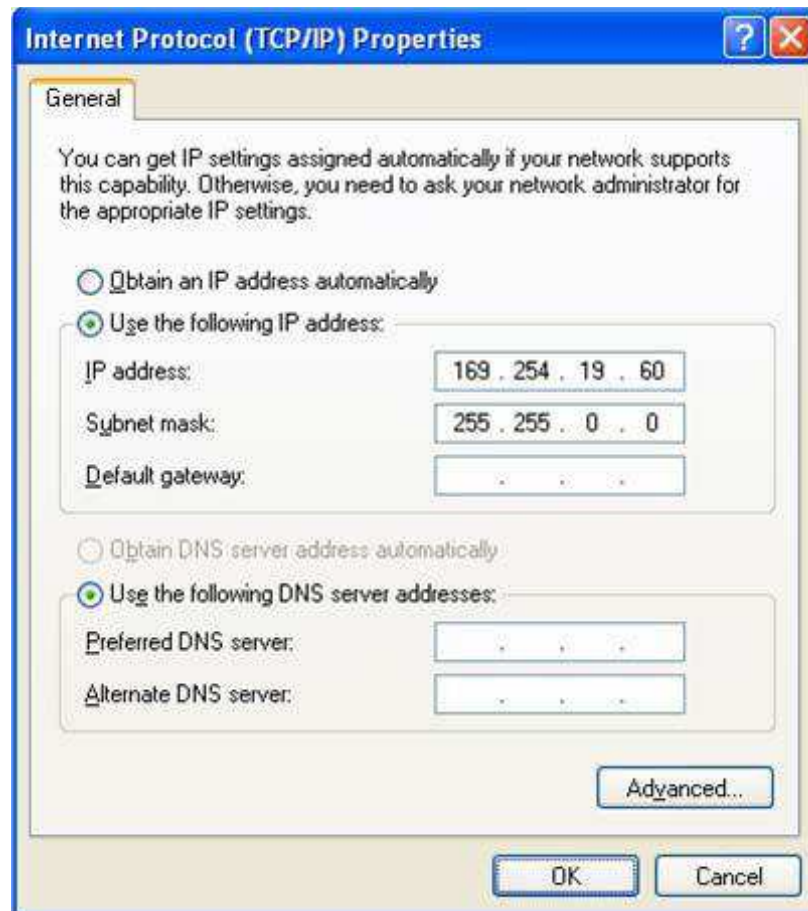 Internet Protocol (TCP/IP) Properties
General
You can get IP settings assigned automatically if your network supports
this capability. Otherwise, you need to ask your network administrator for
the appropriate IP settings.
Obtain an IP address automatically
Use the following IP address:
IP address: 169 . 254 . 19 . 60
Subnet mask: 255 . 255 . 0 . 0
Default gateway: . . .
Obtain DNS server address automatically
Use the following DNS server addresses:
Preferred DNS server: . . .
Alternate DNS server: . . .
Advanced...
OK Cancel